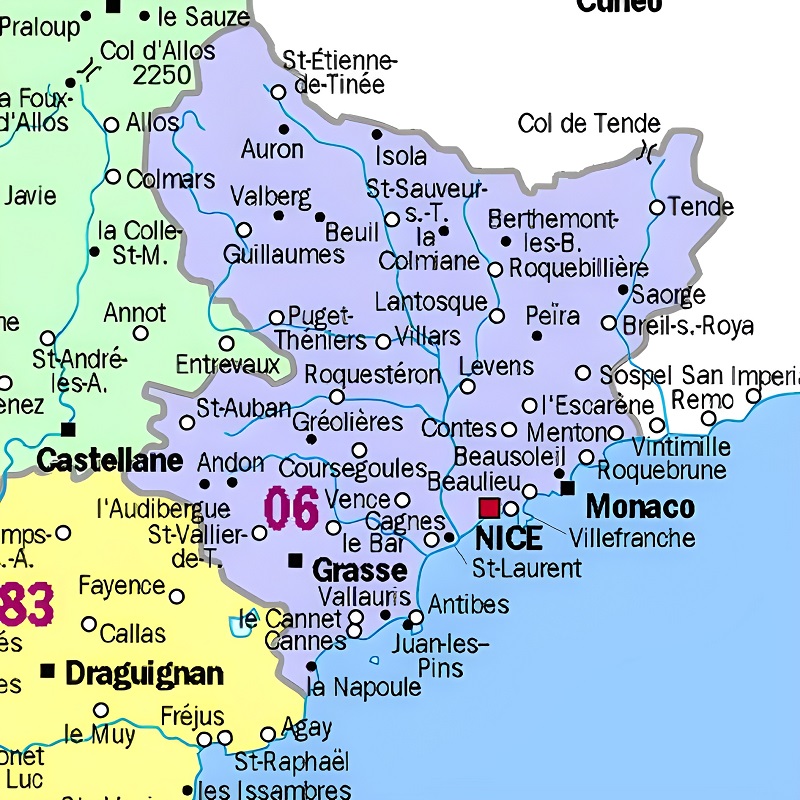 Cuneo
Praloup
le Sauze
Col d'Allos
2250
St-Étienne-
de-Tinée
a Foux-
d'Allos
Allos
Col de Tende
Auron
Isola
Colmars
Javie
Valberg
St-Sauveur-
s.-T.
Tende
la Colle-
St-M.
Beuil
la
Colmiane
Berthemont-
les-B.
Guillaumes
Roquebillière
Saorge
Annot
Lantosque
Peïra
ne
Puget-
Théniers
Villars
Breil-s.-Roya
St-André-
les-A.
Entrevaux
Roquestéron
Levens
Sospel
San Imperia
enez
Remo
St-Auban
Gréolières
l'Escarène
Contes
Menton
Vintimille
Castellane
Andon
Coursegoules
Beausoleil
Roquebrune
Beaulieu
l'Audibergue
06
Vence
Monaco
mps-
.-A.
St-Vallier-
de-T.
Cagnes
le Bar
NICE
Villefranche
Grasse
St-Laurent
83
Fayence
Vallauris
Antibes
Callas
le Cannet
Cannes
és
Juan-les-
Pins
es
Draguignan
la Napoule
le Muy
Fréjus
Agay
onet
Luc
St-Raphaël
les Issambres